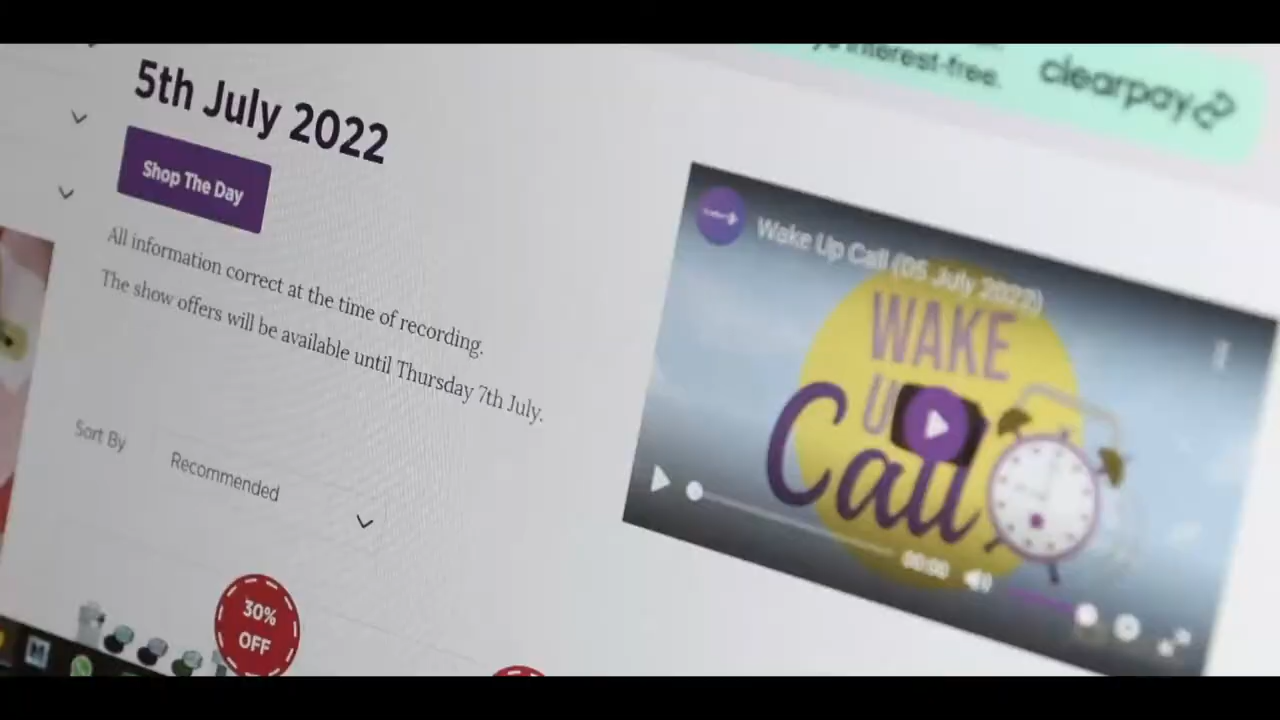 interest-free.
clearpay
5th July 2022
Shop The Day
All information correct at the time of recording.
The show offers will be available until Thursday 7th July.
Sort By
Recommended
30%
OFF
Wake Up Call (05 July 2022)
WAKE
U
Call
00:00